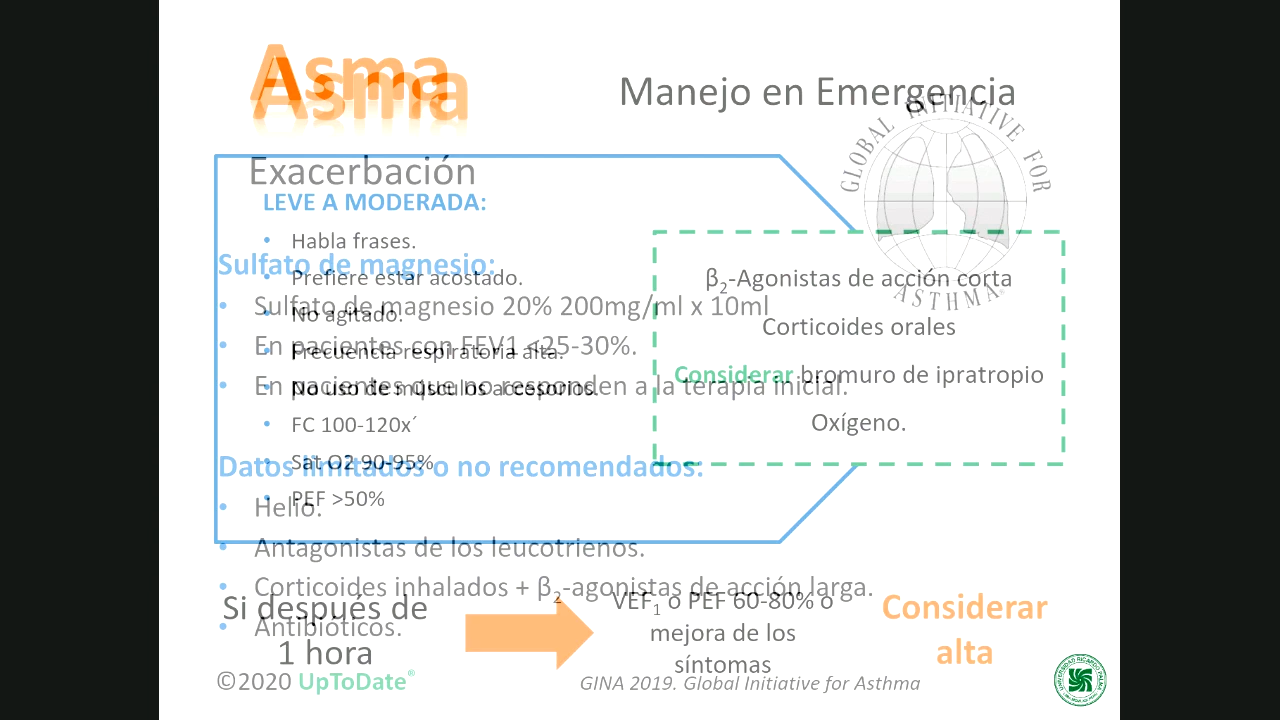 Asma
Asma
Manejo en Emergencia
GLOBAL INITIATIVE FOR
ASTHMA
Exacerbación
LEVE A MODERADA:
• Habla frases.
• Prefiere estar acostado.
• No agitado.
• Frecuencia respiratoria alta.
• No uso de músculos accesorios.
• FC 100-120x´
• Sat O2 90-95%
• PEF >50%
β2-Agonistas de acción corta
Corticoides orales
Considerar bromuro de ipratropio
Oxígeno.
Sulfato de magnesio:
• Sulfato de magnesio 20% 200mg/ml x 10ml
• En pacientes con FEV1 <25-30%.
• En pacientes que no responden a la terapia inicial.
Datos limitados o no recomendados:
• Helio.
• Antagonistas de los leucotrienos.
• Corticoides inhalados + β2-agonistas de acción larga.
• Antibióticos.
Si después de
1 hora
VEF1 o PEF 60-80% o
mejora de los
síntomas
Considerar
alta
©2020 UpToDate®
GINA 2019. Global Initiative for Asthma
UNIVERSIDAD RICARDO PALMA